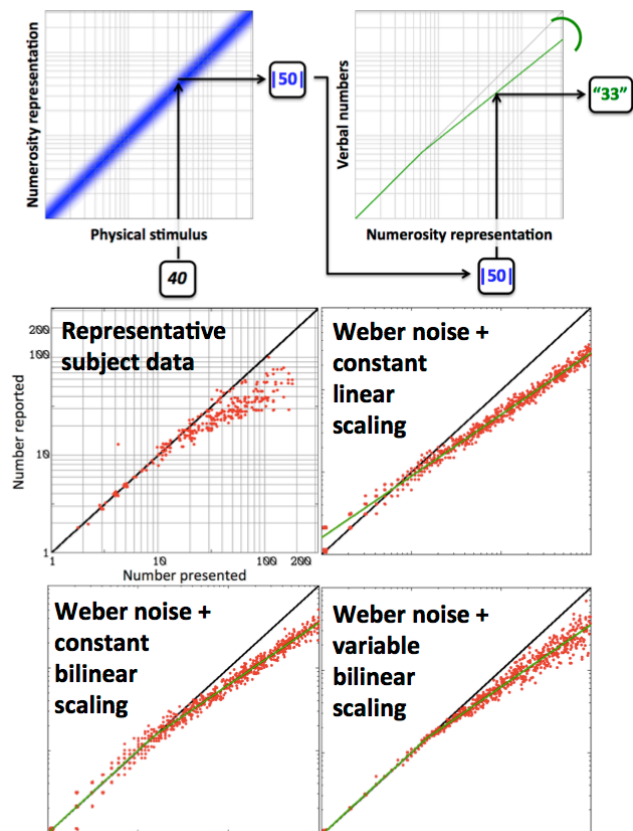 Numerosity representation
Physical stimulus
40
|50|
Verbal numbers
Numerosity representation
|50|
“33”
Representative
subject data
Number reported
200
100
10
1
1
10
100
200
Number presented
Weber noise +
constant
linear
scaling
Weber noise +
constant
bilinear
scaling
Weber noise +
variable
bilinear
scaling